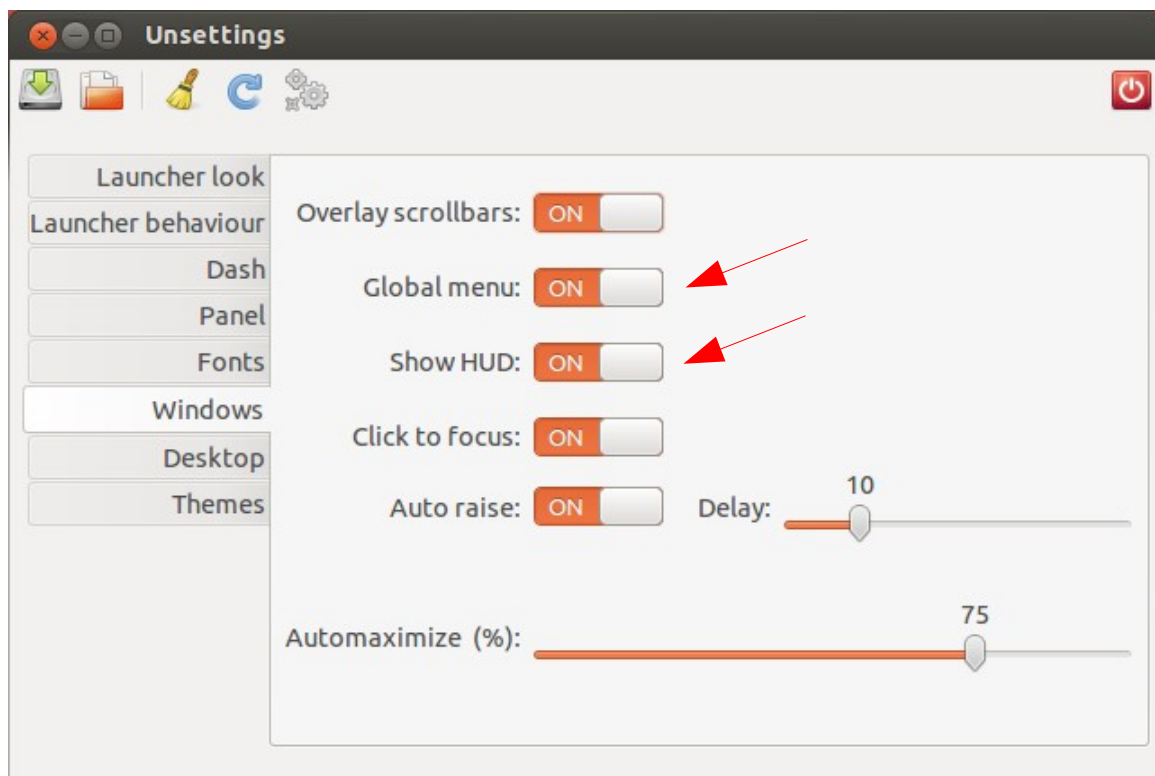 Unsettings
Launcher look
Launcher behaviour
Dash
Panel
Fonts
Windows
Desktop
Themes
Overlay scrollbars: ON
Global menu: ON
Show HUD: ON
Click to focus: ON
Auto raise: ON Delay: 10
Automaximize (%): 75